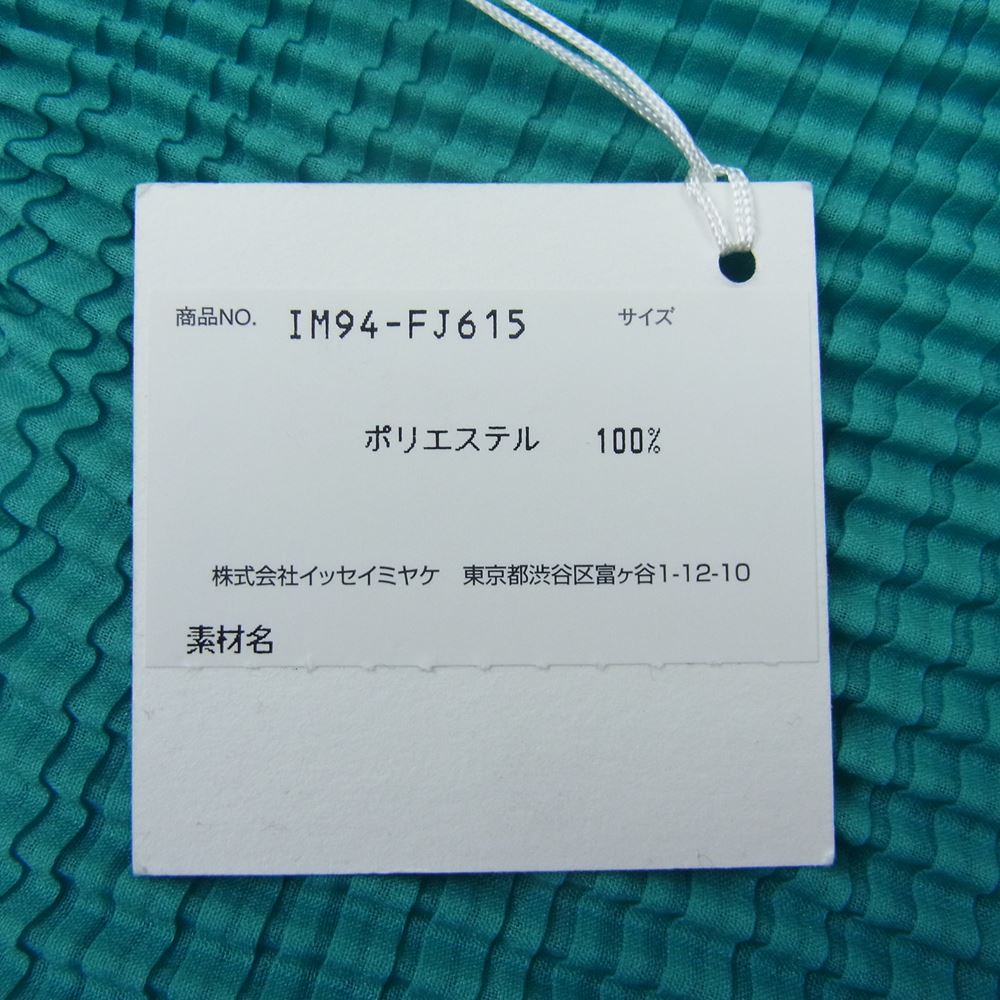 商品NO. IM94-FJ615 サイズ
ポリエステル 100%
株式会社イッセイミヤケ 東京都渋谷区富ヶ谷1-12-10
素材名